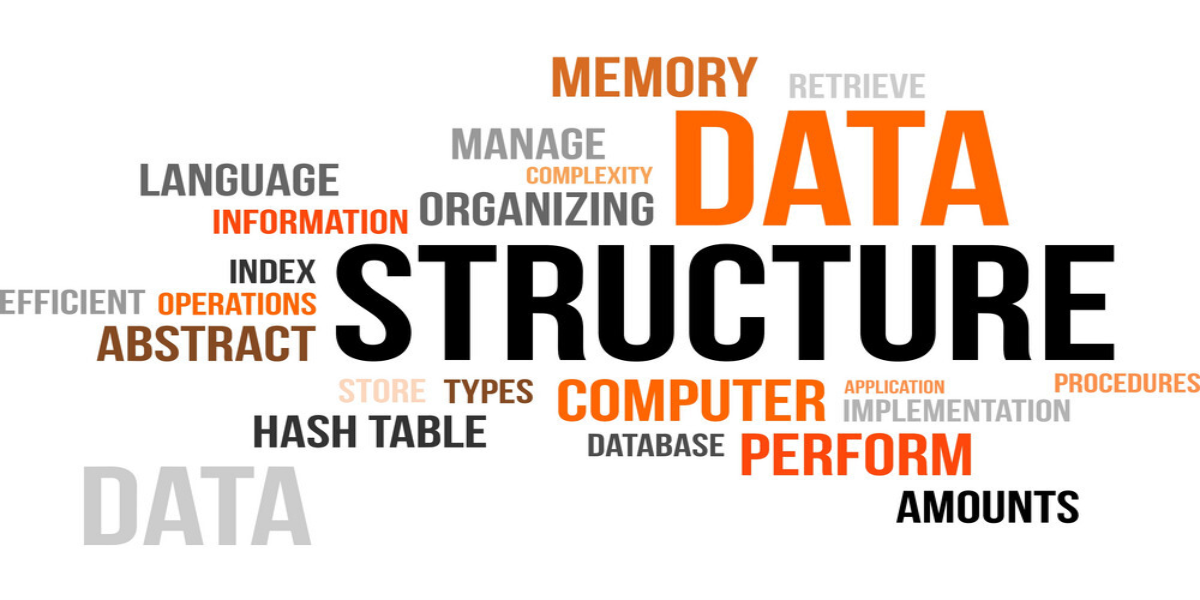 MEMORY
RETRIEVE
DATA
MANAGE
COMPLEXITY
ORGANIZING
LANGUAGE
INFORMATION
STRUCTURE
INDEX
EFFICIENT
OPERATIONS
ABSTRACT
STORE
TYPES
COMPUTER
APPLICATION
PROCEDURES
IMPLEMENTATION
HASH TABLE
DATABASE
PERFORM
DATA
AMOUNTS